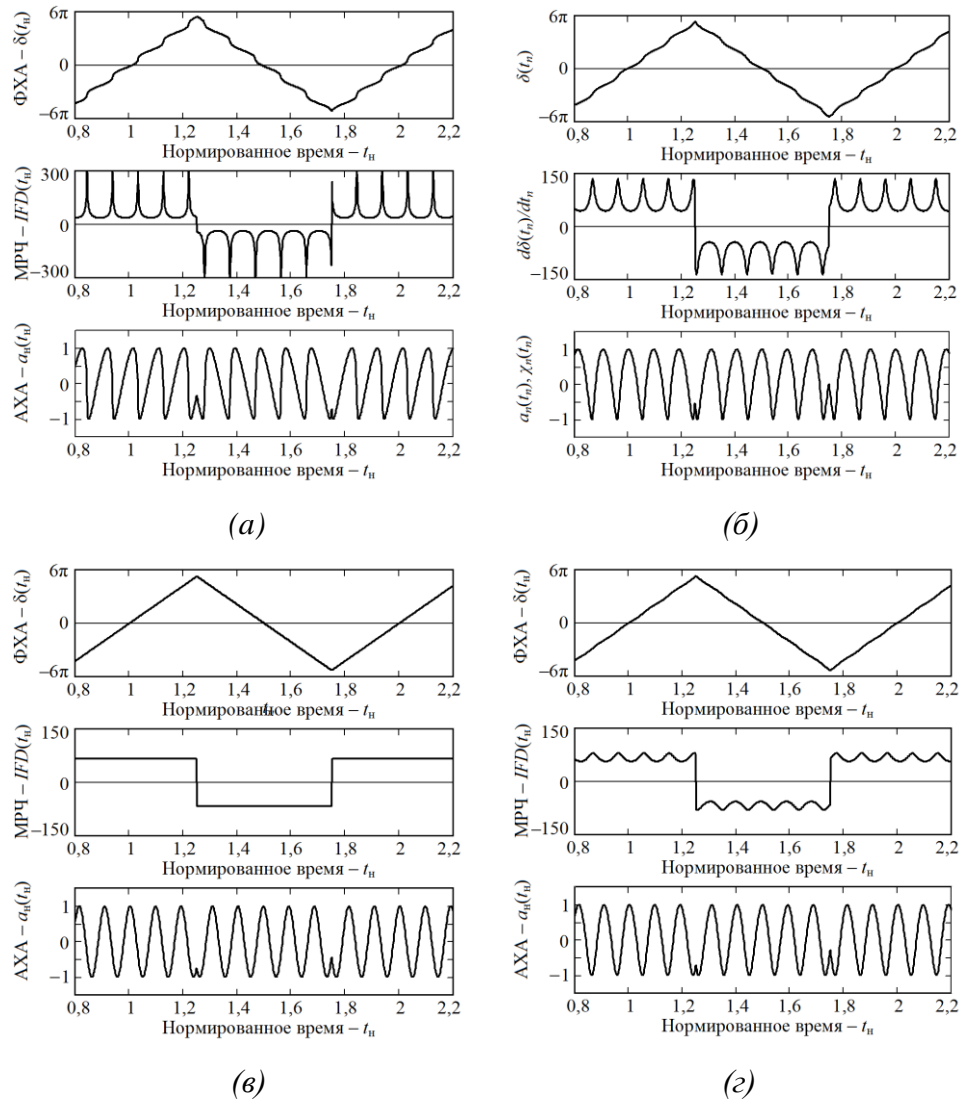 ФХА – δ(tн)
6π
0
−6π
0,8 1 1,2 1,4 1,6 1,8 2 2,2
Нормированное время – tн
МРЧ – IFD(tн)
300
0
−300
0,8 1 1,2 1,4 1,6 1,8 2 2,2
Нормированное время – tн
АХА – aн(tн)
1
0
−1
0,8 1 1,2 1,4 1,6 1,8 2 2,2
Нормированное время – tн
(а)
δ(tn)
6π
0
−6π
0,8 1 1,2 1,4 1,6 1,8 2 2,2
Нормированное время – tн
dδ(tn)/dtn
150
0
−150
0,8 1 1,2 1,4 1,6 1,8 2 2,2
Нормированное время – tн
an(tn), χn(tn)
1
0
−1
0,8 1 1,2 1,4 1,6 1,8 2 2,2
Нормированное время – tн
(б)
ФХА – δ(tн)
6π
0
−6π
0,8 1 1,2 1,4 1,6 1,8 2 2,2
Нормированное время – tн
МРЧ – IFD(tн)
150
0
−150
0,8 1 1,2 1,4 1,6 1,8 2 2,2
Нормированное время – tн
АХА – aн(tн)
1
0
−1
0,8 1 1,2 1,4 1,6 1,8 2 2,2
Нормированное время – tн
(в)
ФХА – δ(tн)
6π
0
−6π
0,8 1 1,2 1,4 1,6 1,8 2 2,2
Нормированное время – tн
МРЧ – IFD(tн)
150
0
−150
0,8 1 1,2 1,4 1,6 1,8 2 2,2
Нормированное время – tн
АХА – aн(tн)
1
0
−1
0,8 1 1,2 1,4 1,6 1,8 2 2,2
Нормированное время – tн
(г)